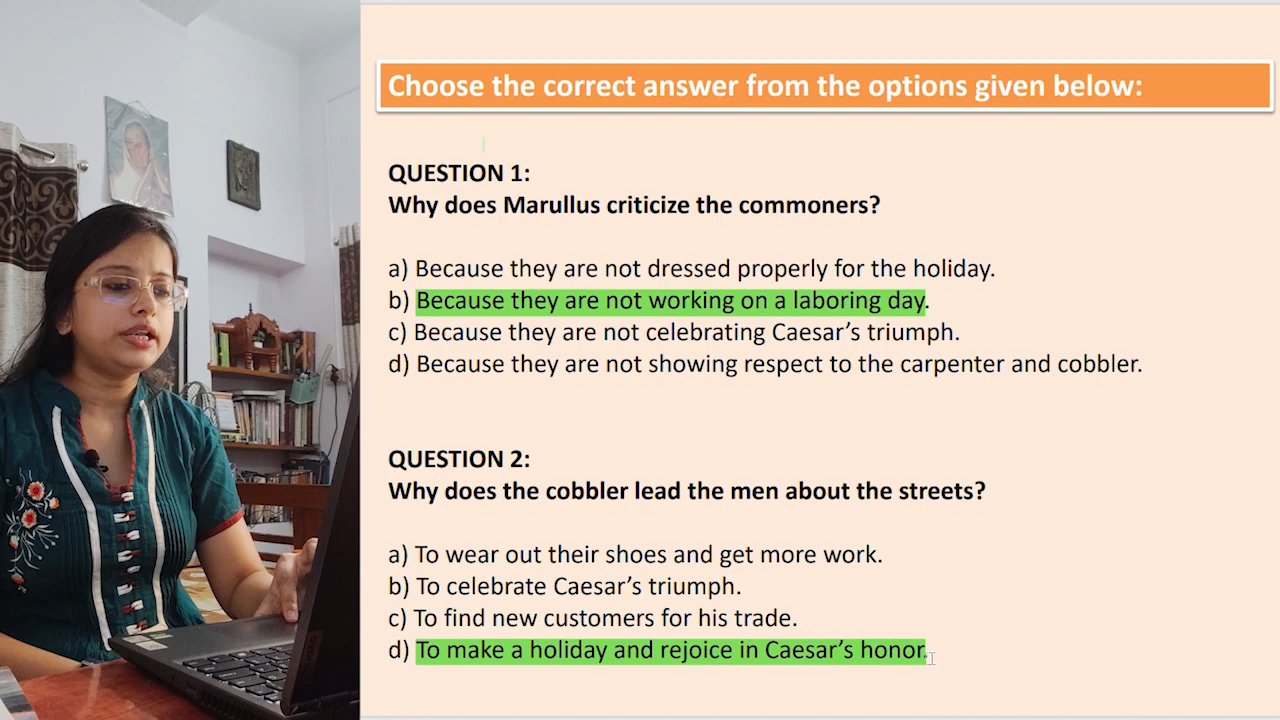 Choose the correct answer from the options given below:
QUESTION 1:
Why does Marullus criticize the commoners?
a) Because they are not dressed properly for the holiday.
b) Because they are not working on a laboring day.
c) Because they are not celebrating Caesar’s triumph.
d) Because they are not showing respect to the carpenter and cobbler.
QUESTION 2:
Why does the cobbler lead the men about the streets?
a) To wear out their shoes and get more work.
b) To celebrate Caesar’s triumph.
c) To find new customers for his trade.
d) To make a holiday and rejoice in Caesar’s honor.